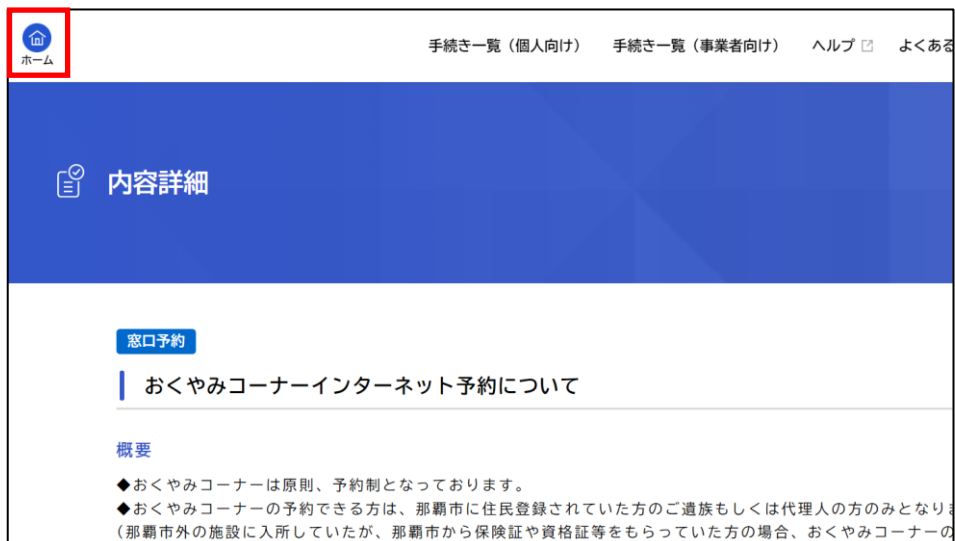 ホーム
手続き一覧（個人向け） 手続き一覧（事業者向け） ヘルプ よくある
内容詳細
窓口予約
おくやみコーナーインターネット予約について
概要
◆おくやみコーナーは原則、予約制となっております。
◆おくやみコーナーの予約できる方は、那覇市に住民登録されていた方のご遺族もしくは代理人の方のみとなりま
（那覇市外の施設に入所していたが、那覇市から保険証や資格証等をもらっていた方の場合、おくやみコーナーの